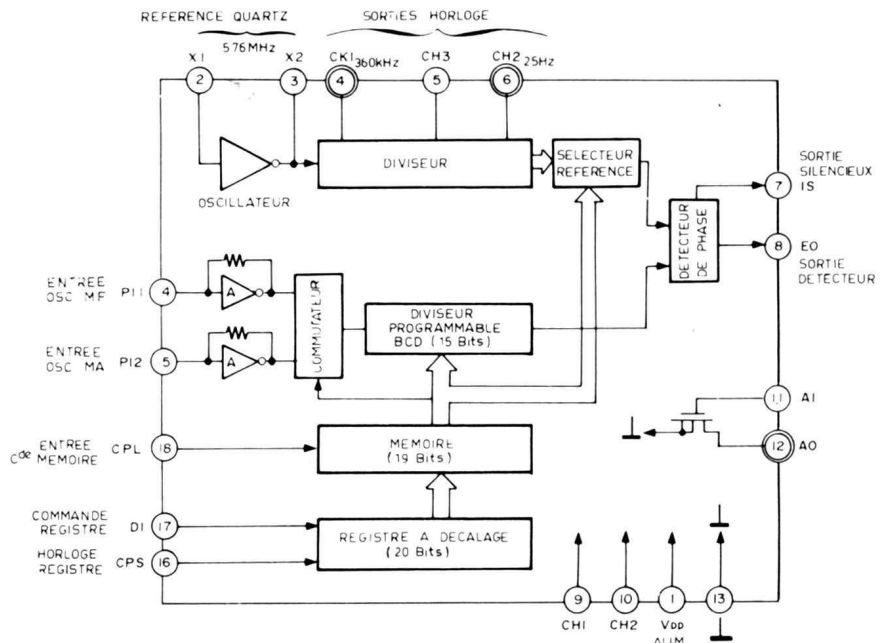 REFERENCE QUARTZ
SORTIES HORLOGE
576MHz
X1
X2
CK1 360kHz
CH3
CH2 25Hz
2
3
4
5
6
DIVISEUR
SELECTEUR
REFERENCE
OSCILLATEUR
SORTIE
SILENCIEUX
7
IS
DETECTEUR
DE PHASE
8
EO
SORTIE
DETECTEUR
ENTREE
OSC MF
PI1
4
A
COMMUTATEUR
DIVISEUR
PROGRAMMABLE
BCD (15 Bits)
ENTREE
OSC MA
PI2
5
A
11
A1
12
AO
ENTREE
Cde MEMOIRE
CPL
18
MEMOIRE
(19 Bits)
COMMANDE
REGISTRE
D1
17
REGISTRE A DECALAGE
(20 Bits)
HORLOGE
REGISTRE
CPS
16
9
10
1
13
CH1
CH2
VDD
ALIM